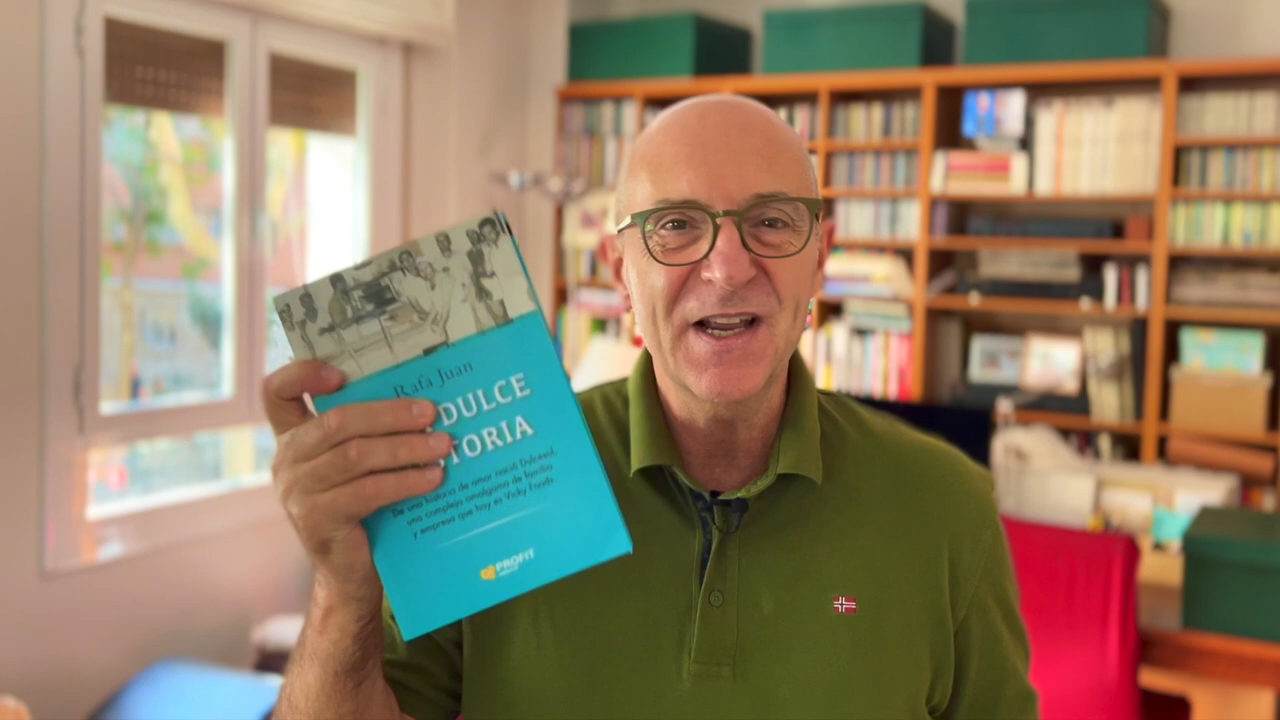 Rafa Juan
DULCE
TORIA
De una historia de amor nació Dulcesol,
una compleja amalgama de familia
y empresa que hoy es Vicky Foods
PROFIT